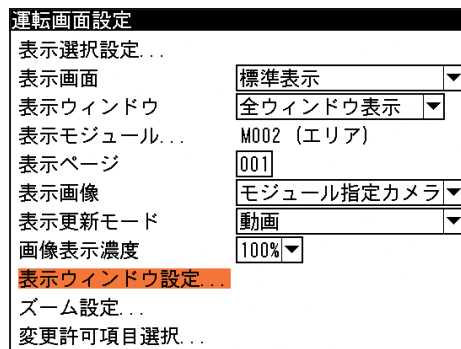 運転画面設定
表示選択設定...
表示画面 標準表示
表示ウィンドウ 全ウィンドウ表示
表示モジュール... M002 (エリア)
表示ページ 001
表示画像 モジュール指定カメラ
表示更新モード 動画
画像表示濃度 100%
表示ウィンドウ設定...
ズーム設定...
変更許可項目選択...